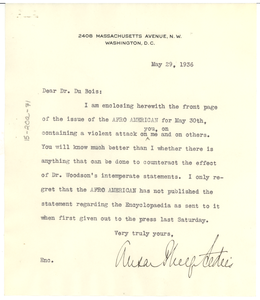 2408 MASSACHUSETTS AVENUE, N. W.
WASHINGTON, D.C.
May 29, 1936
Dear Dr. Du Bois:
I am enclosing herewith the front page
of the issue of the AFRO AMERICAN for May 30th,
you, on
containing a violent attack on me and on others.
You will know much better than I whether there is
anything that can be done to counteract the effect
of Dr. Woodson's intemperate statements. I only re-
gret that the AFRO AMERICAN has not published the
statement regarding the Encyclopaedia as sent to it
when first given out to the press last Saturday.
Very truly yours,
Anson Phelps Stokes
Enc.